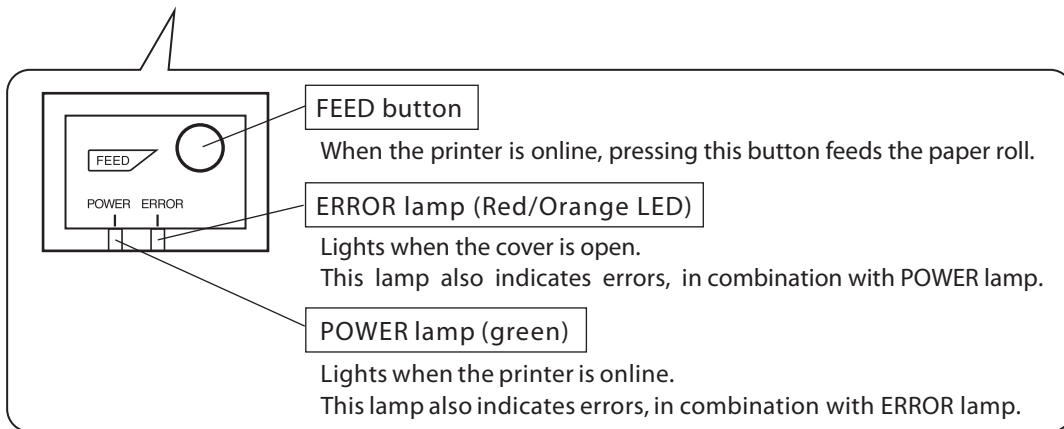 FEED
POWER ERROR
FEED button
When the printer is online, pressing this button feeds the paper roll.
ERROR lamp (Red/Orange LED)
Lights when the cover is open.
This lamp also indicates errors, in combination with POWER lamp.
POWER lamp (green)
Lights when the printer is online.
This lamp also indicates errors, in combination with ERROR lamp.